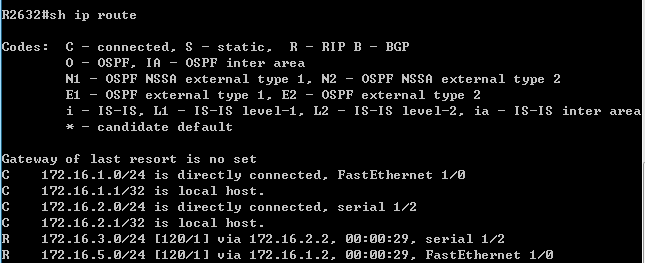 R2632#sh ip route
Codes:  C - connected, S - static,  R - RIP B - BGP
        O - OSPF, IA - OSPF inter area
        N1 - OSPF NSSA external type 1, N2 - OSPF NSSA external type 2
        E1 - OSPF external type 1, E2 - OSPF external type 2
        i - IS-IS, L1 - IS-IS level-1, L2 - IS-IS level-2, ia - IS-IS inter area
        * - candidate default
Gateway of last resort is no set
C    172.16.1.0/24 is directly connected, FastEthernet 1/0
C    172.16.1.1/32 is local host.
C    172.16.2.0/24 is directly connected, serial 1/2
C    172.16.2.1/32 is local host.
R    172.16.3.0/24 [120/1] via 172.16.2.2, 00:00:29, serial 1/2
R    172.16.5.0/24 [120/1] via 172.16.1.2, 00:00:29, FastEthernet 1/0